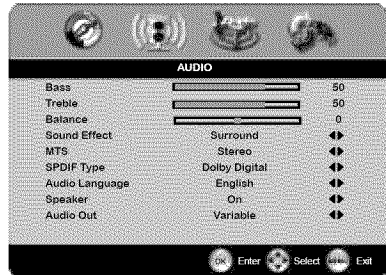 AUDIO
Bass 50
Treble 50
Balance 0
Sound Effect Surround
MTS Stereo
SPDIF Type Dolby Digital
Audio Language English
Speaker On
Audio Out Variable
OK Enter Select Exit